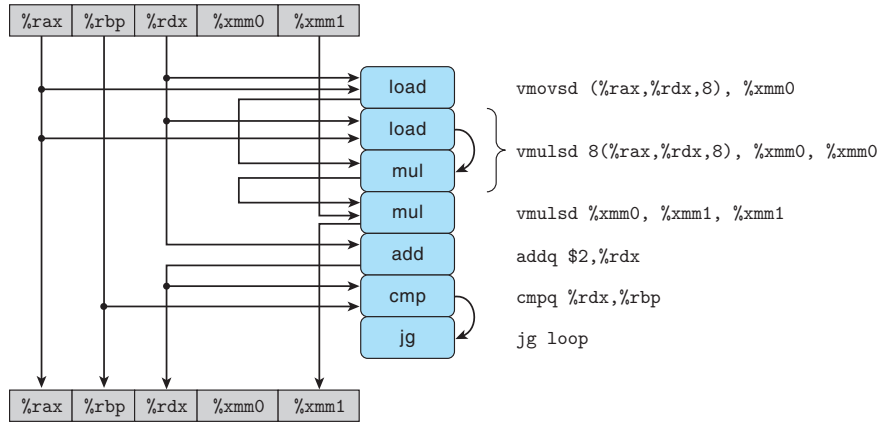 %rax %rbp %rdx %xmm0 %xmm1
load vmovsd (%rax,%rdx,8), %xmm0
load
vmulsd 8(%rax,%rdx,8), %xmm0, %xmm0
mul
mul vmulsd %xmm0, %xmm1, %xmm1
add addq $2,%rdx
cmp cmpq %rdx,%rbp
jg jg loop
%rax %rbp %rdx %xmm0 %xmm1